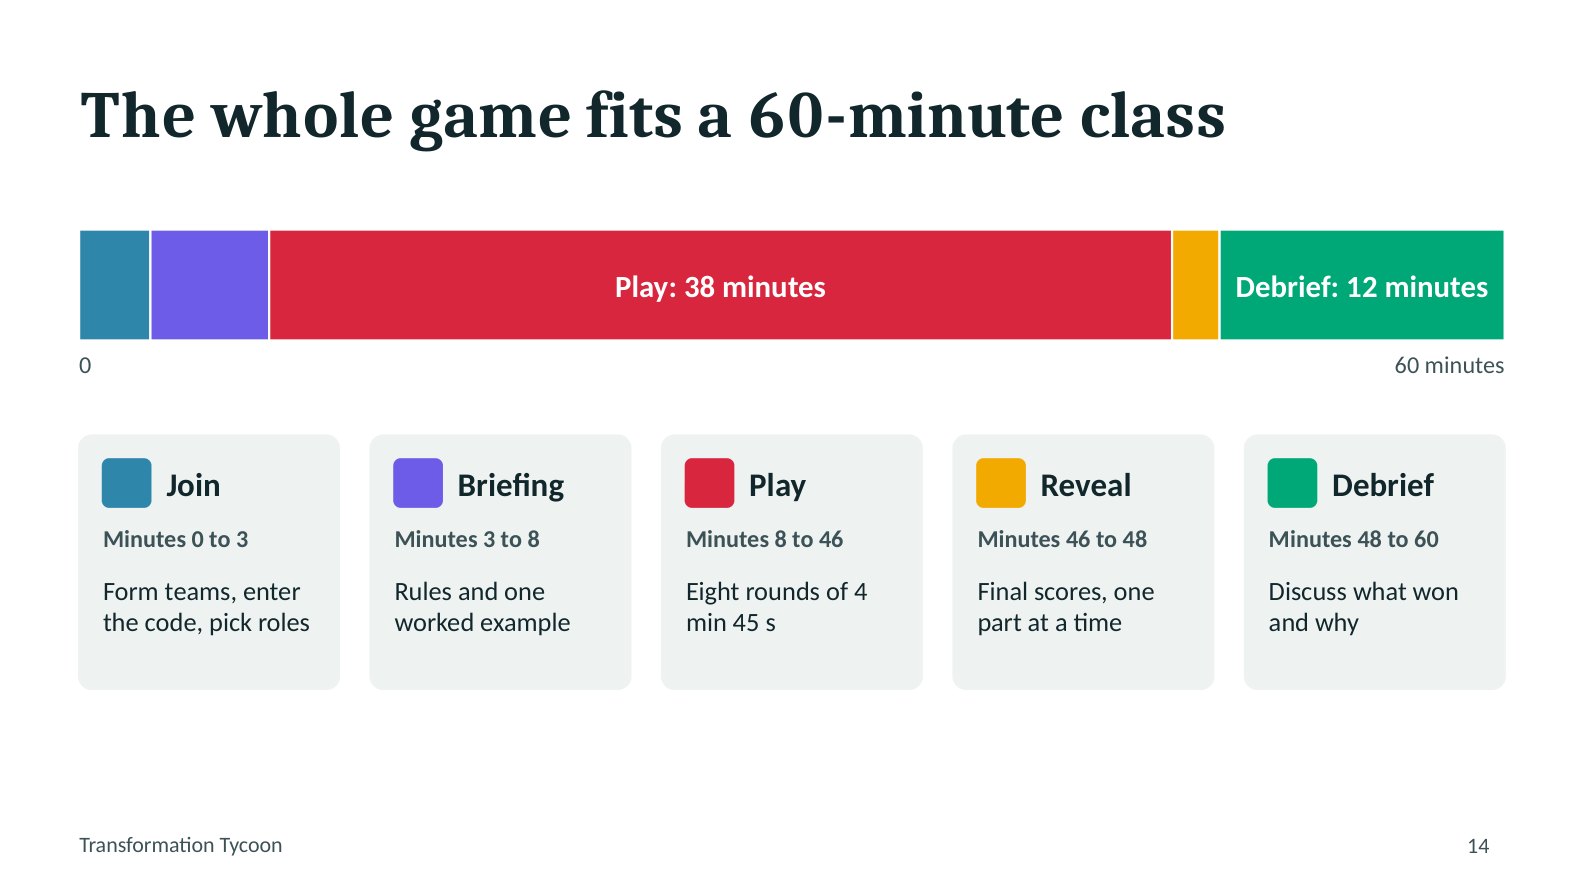 The whole game fits a 60-minute class
Play: 38 minutes
Debrief: 12 minutes
0
60 minutes
Join
Minutes 0 to 3
Form teams, enter
the code, pick roles
Briefing
Minutes 3 to 8
Rules and one
worked example
Play
Minutes 8 to 46
Eight rounds of 4
min 45 s
Reveal
Minutes 46 to 48
Final scores, one
part at a time
Debrief
Minutes 48 to 60
Discuss what won
and why
Transformation Tycoon
14